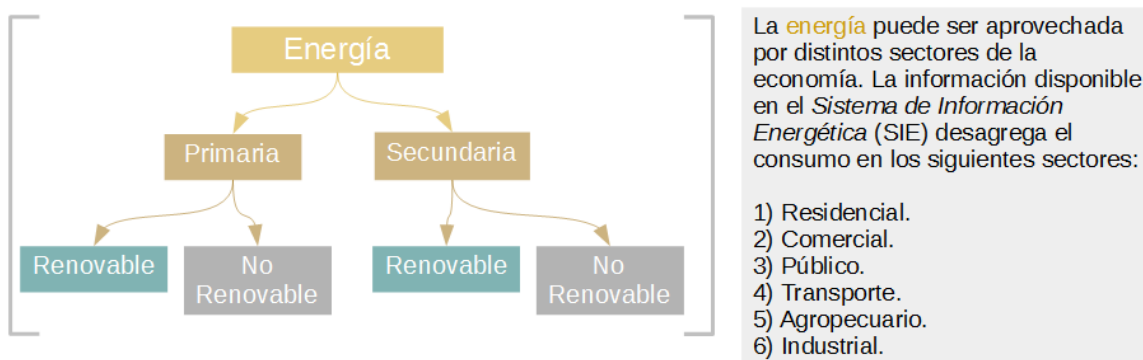 Energía
Primaria
Secundaria
Renovable
No
Renovable
Renovable
No
Renovable
La energía puede ser aprovechada
por distintos sectores de la
economía. La información disponible
en el Sistema de Información
Energética (SIE) desagrega el
consumo en los siguientes sectores:
1) Residencial.
2) Comercial.
3) Público.
4) Transporte.
5) Agropecuario.
6) Industrial.